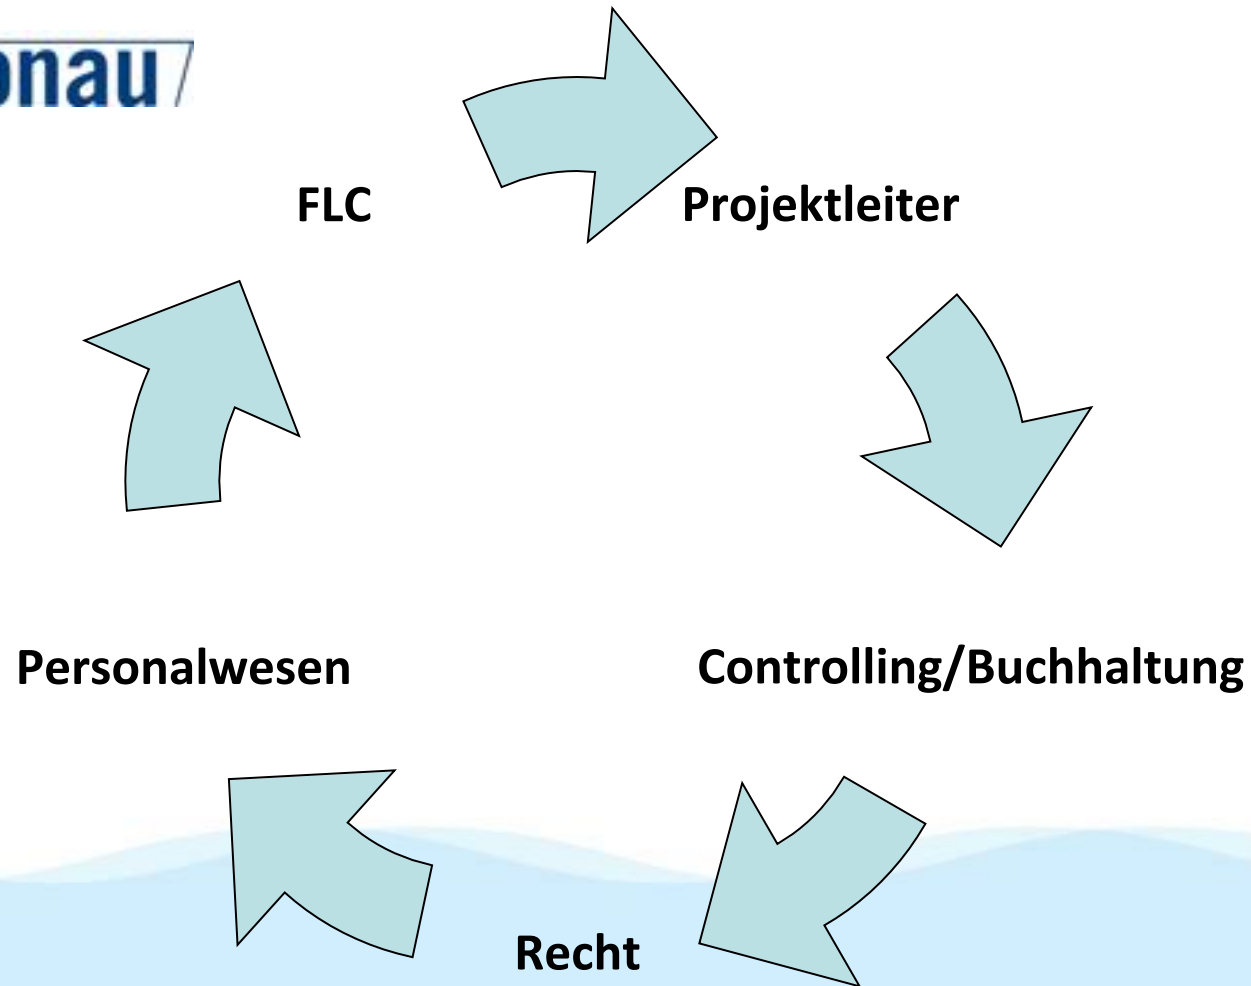 onau
FLC
Projektleiter
Personalwesen
Controlling/Buchhaltung
Recht